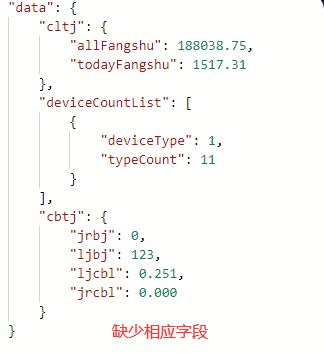 "data": {
"cltj": {
"allFangshu": 188038.75,
"todayFangshu": 1517.31
},
"deviceCountList": [
{
"deviceType": 1,
"typeCount": 11
}
],
"cbtj": {
"jrbj": 0,
"ljbj": 123,
"ljcbl": 0.251,
"jrcbl": 0.000
}
}
缺少相应字段